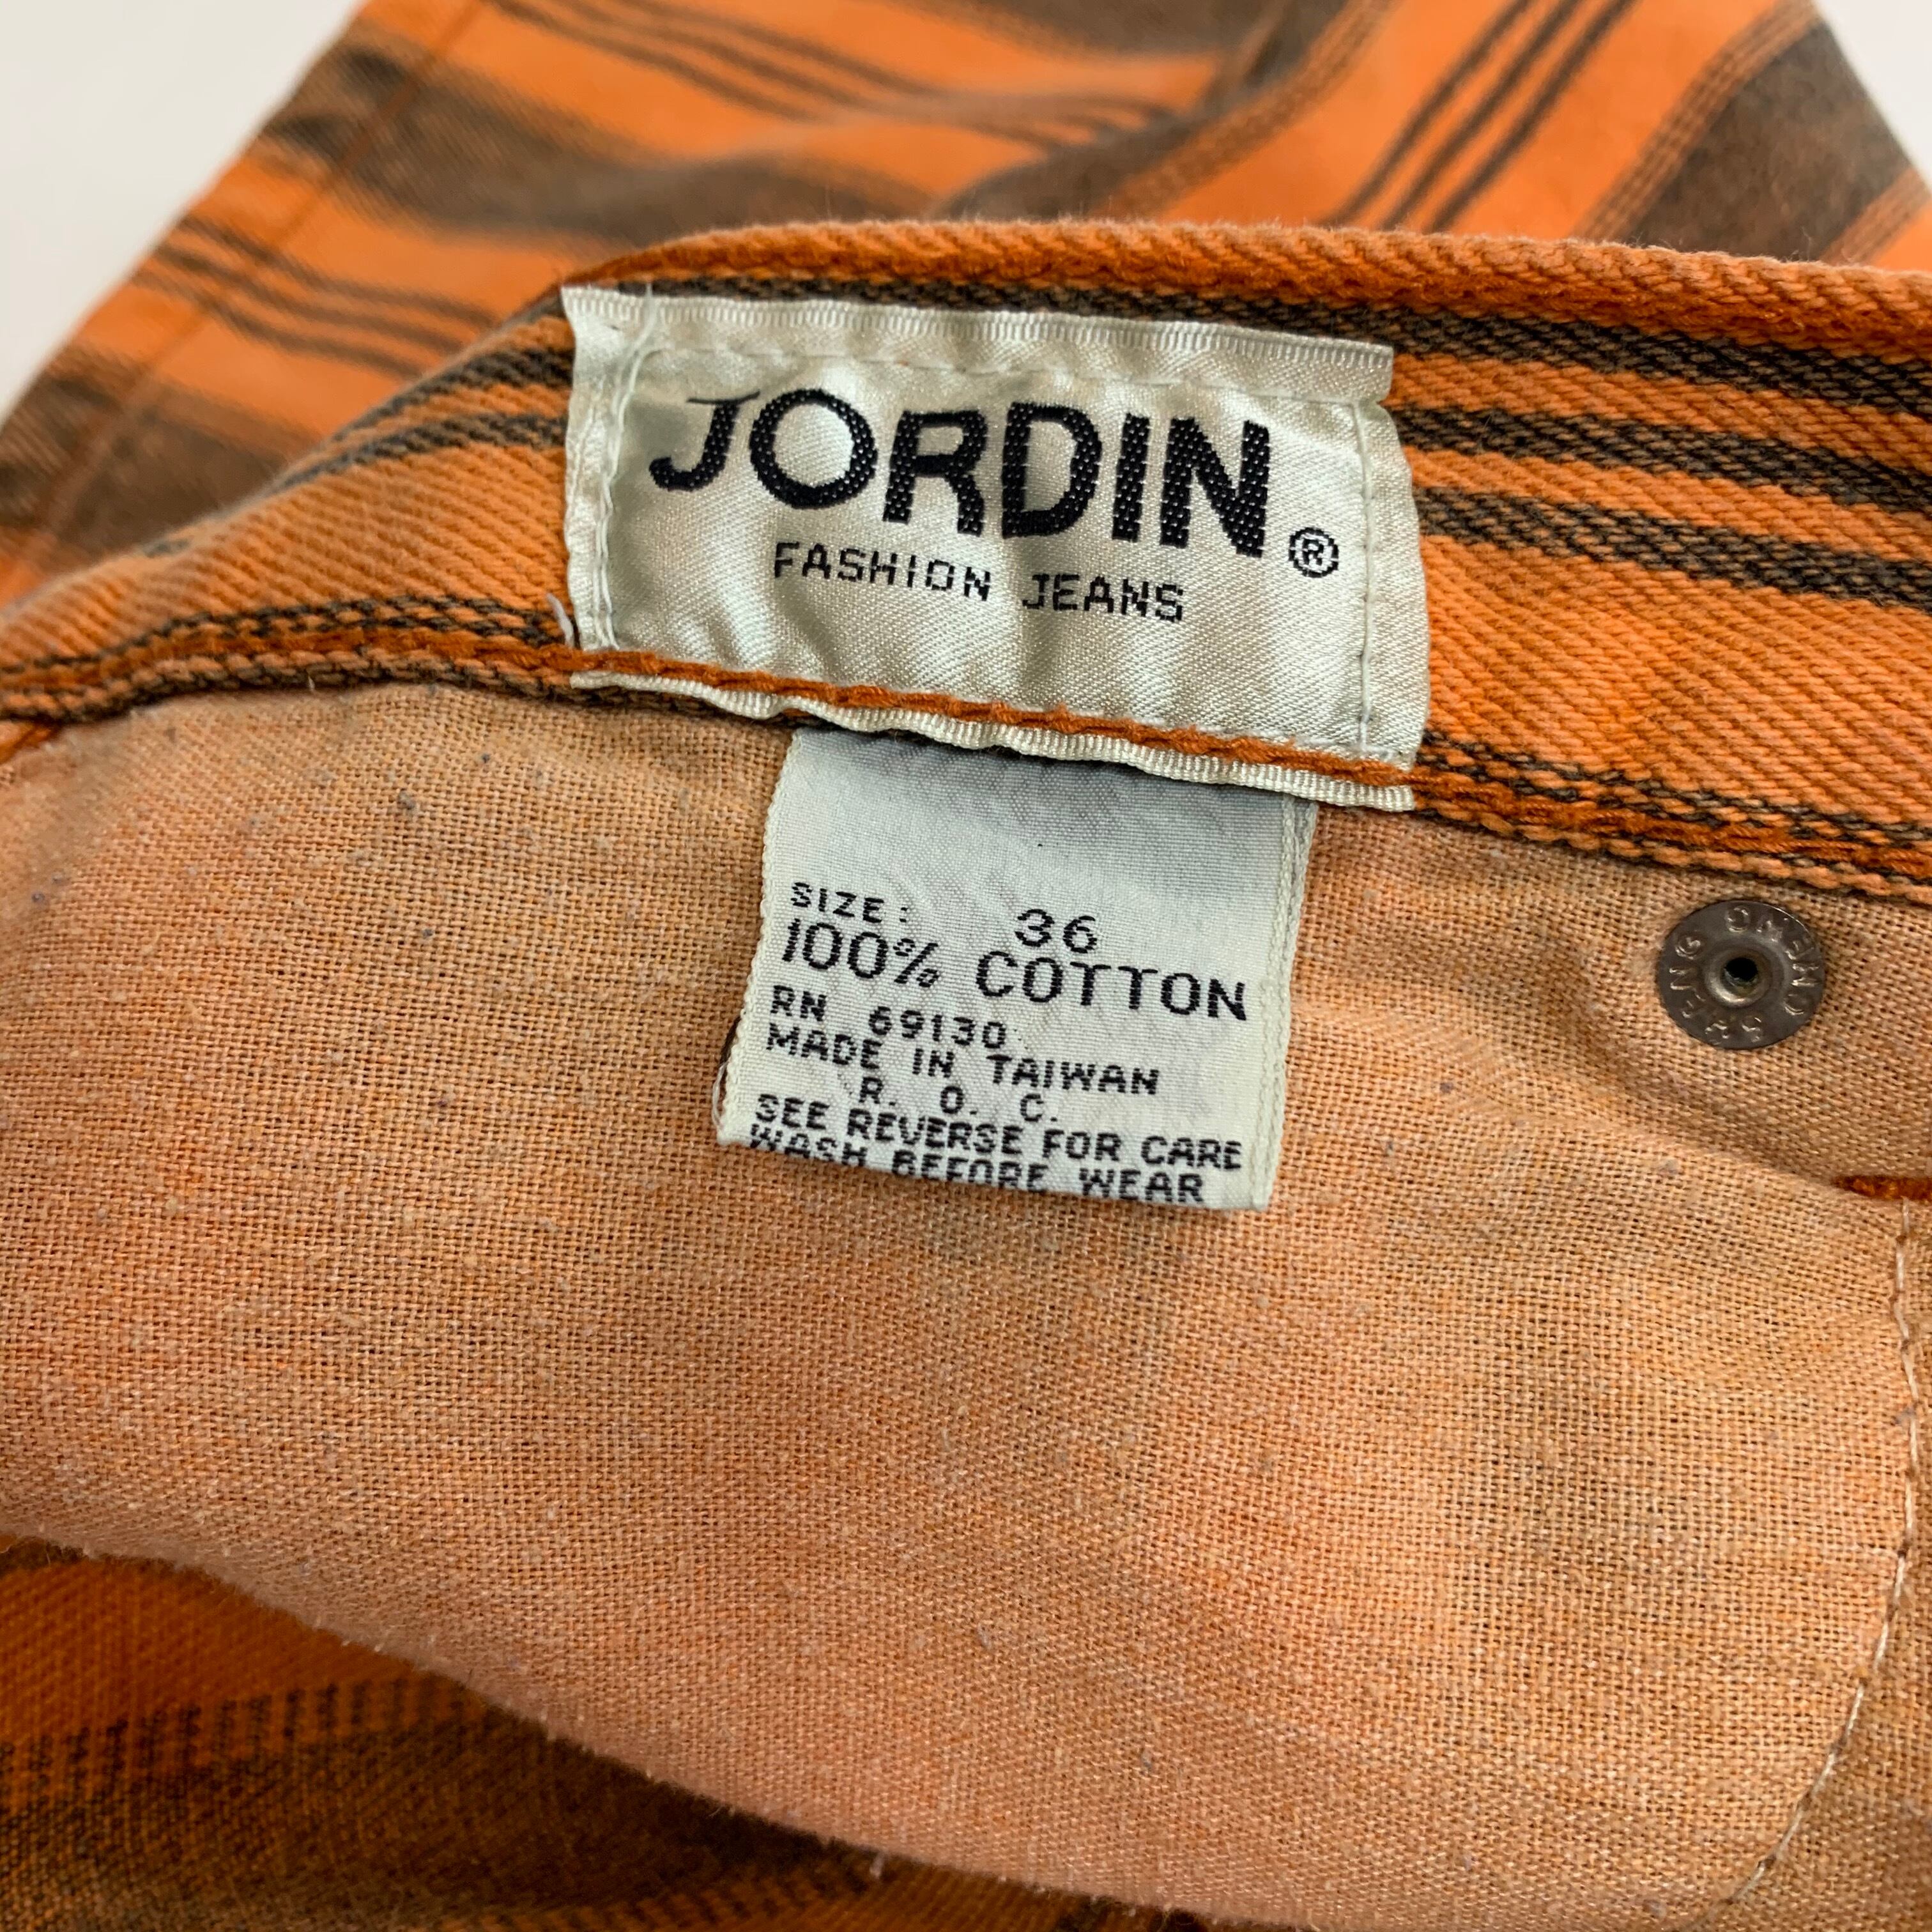 JORDIN®
FASHION JEANS
SIZE: 36
100% COTTON
RN 69130
MADE IN TAIWAN
R. O. C.
SEE REVERSE FOR CARE
WASH BEFORE WEAR